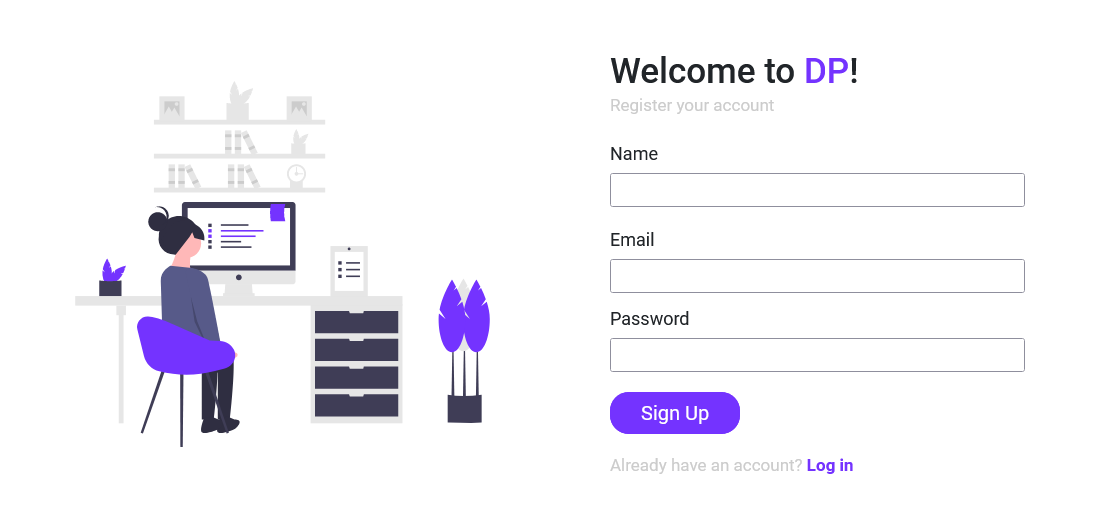 Welcome to DP!
Register your account
Name
Email
Password
Sign Up
Already have an account? Log in